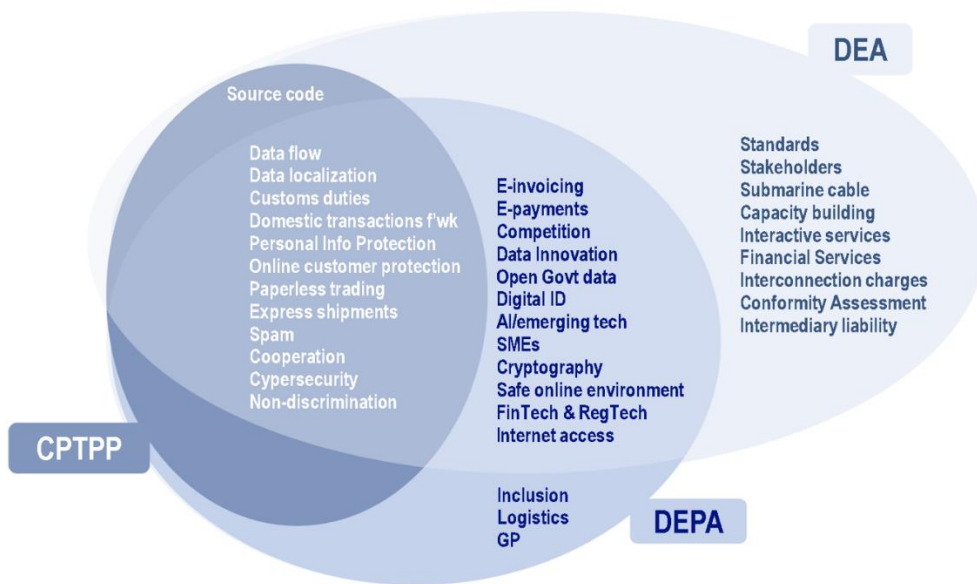 DEA
Source code
Data flow
Data localization
Customs duties
Domestic transactions f'wk
Personal Info Protection
Online customer protection
Paperless trading
Express shipments
Spam
Cooperation
Cypersecurity
Non-discrimination
E-invoicing
E-payments
Competition
Data Innovation
Open Govt data
Digital ID
AI/emerging tech
SMEs
Cryptography
Safe online environment
FinTech & RegTech
Internet access
Standards
Stakeholders
Submarine cable
Capacity building
Interactive services
Financial Services
Interconnection charges
Conformity Assessment
Intermediary liability
CPTPP
Inclusion
Logistics
GP
DEPA